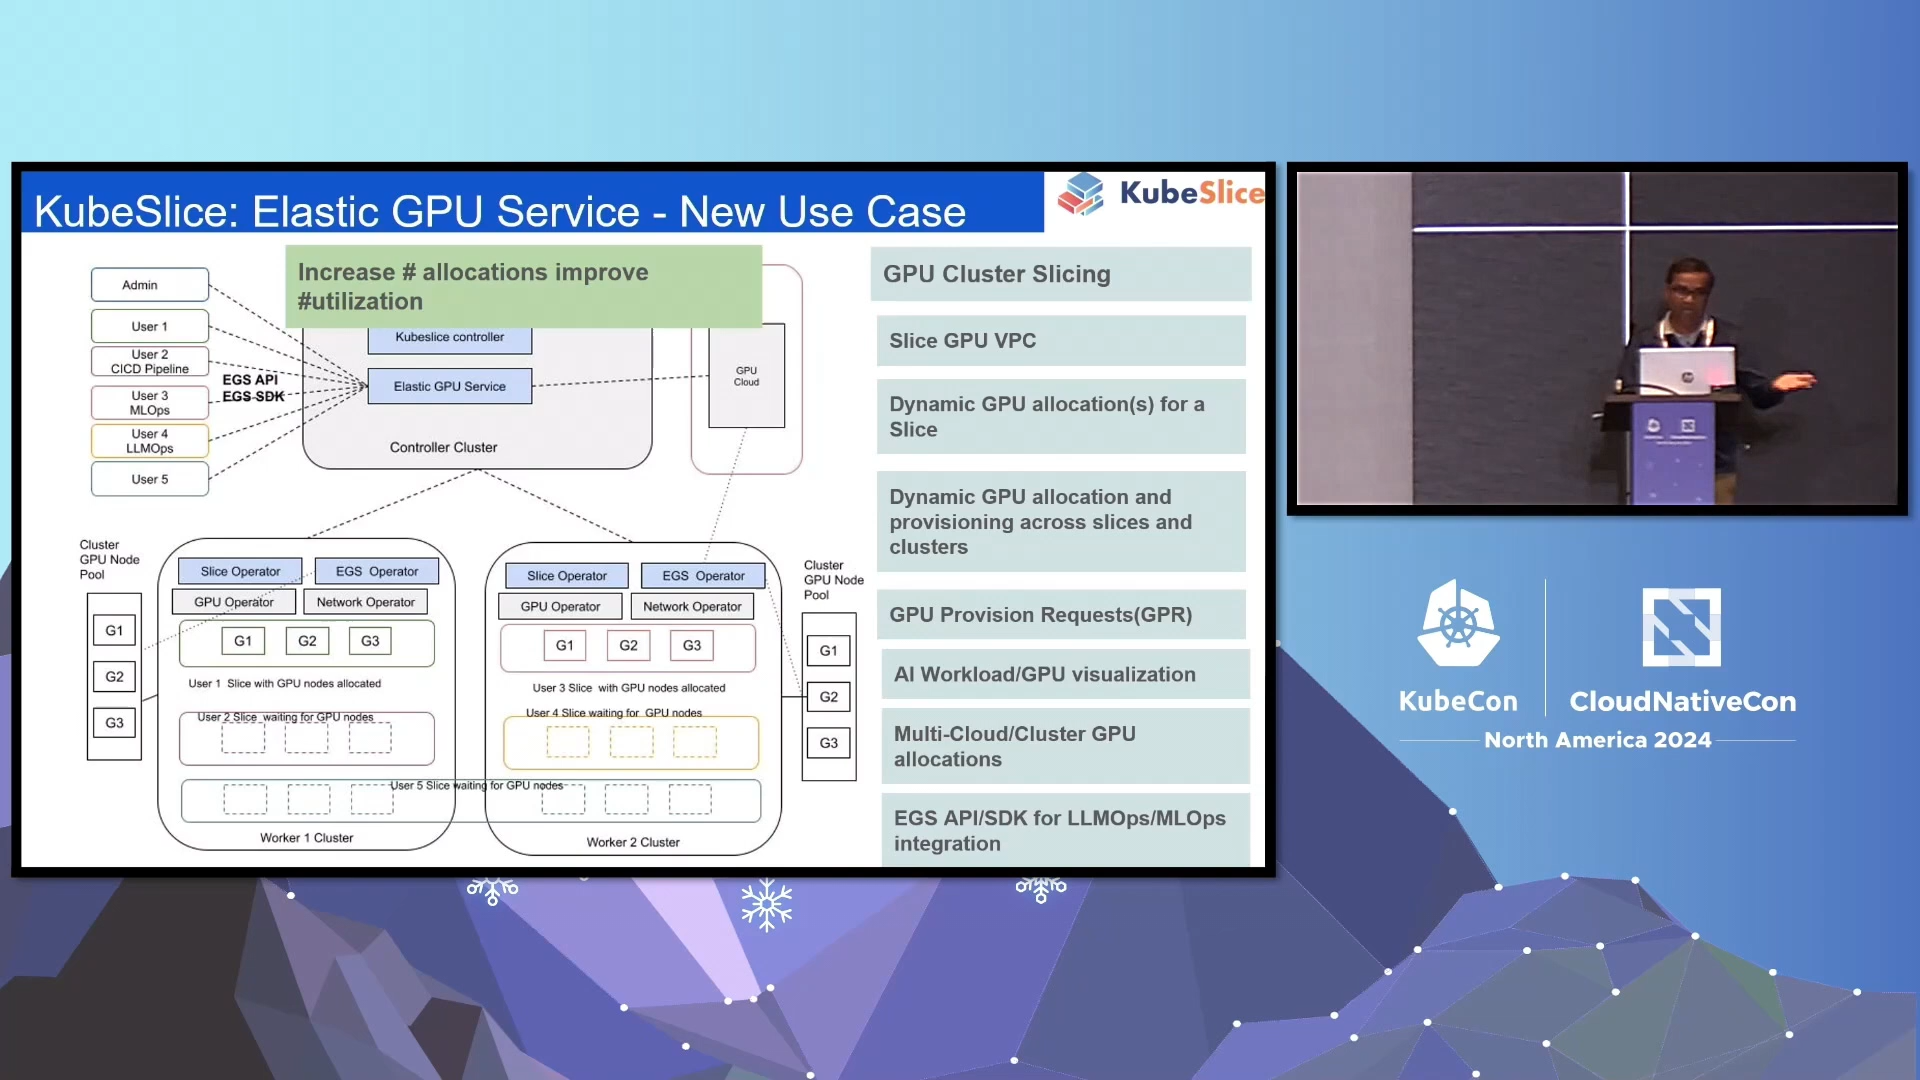 KubeSlice: Elastic GPU Service - New Use Case
KubeSlice
Increase # allocations improve
#utilization
Admin
User 1
User 2
CICD Pipeline
User 3
MLOps
User 4
LLMOps
User 5
EGS API
EGS SDK
Kubeslice controller
Elastic GPU Service
Controller Cluster
GPU
Cloud
Cluster
GPU Node
Pool
G1
G2
G3
Slice Operator
EGS Operator
GPU Operator
Network Operator
G1
G2
G3
User 1 Slice with GPU nodes allocated
User 2 Slice waiting for GPU nodes
User 5 Slice waiting for GPU nodes
Worker 1 Cluster
Slice Operator
EGS Operator
GPU Operator
Network Operator
G1
G2
G3
User 3 Slice with GPU nodes allocated
User 4 Slice waiting for GPU nodes
Worker 2 Cluster
Cluster
GPU Node
Pool
G1
G2
G3
GPU Cluster Slicing
Slice GPU VPC
Dynamic GPU allocation(s) for a
Slice
Dynamic GPU allocation and
provisioning across slices and
clusters
GPU Provision Requests(GPR)
AI Workload/GPU visualization
Multi-Cloud/Cluster GPU
allocations
EGS API/SDK for LLMOps/MLOps
integration
KubeCon
CloudNativeCon
North America 2024